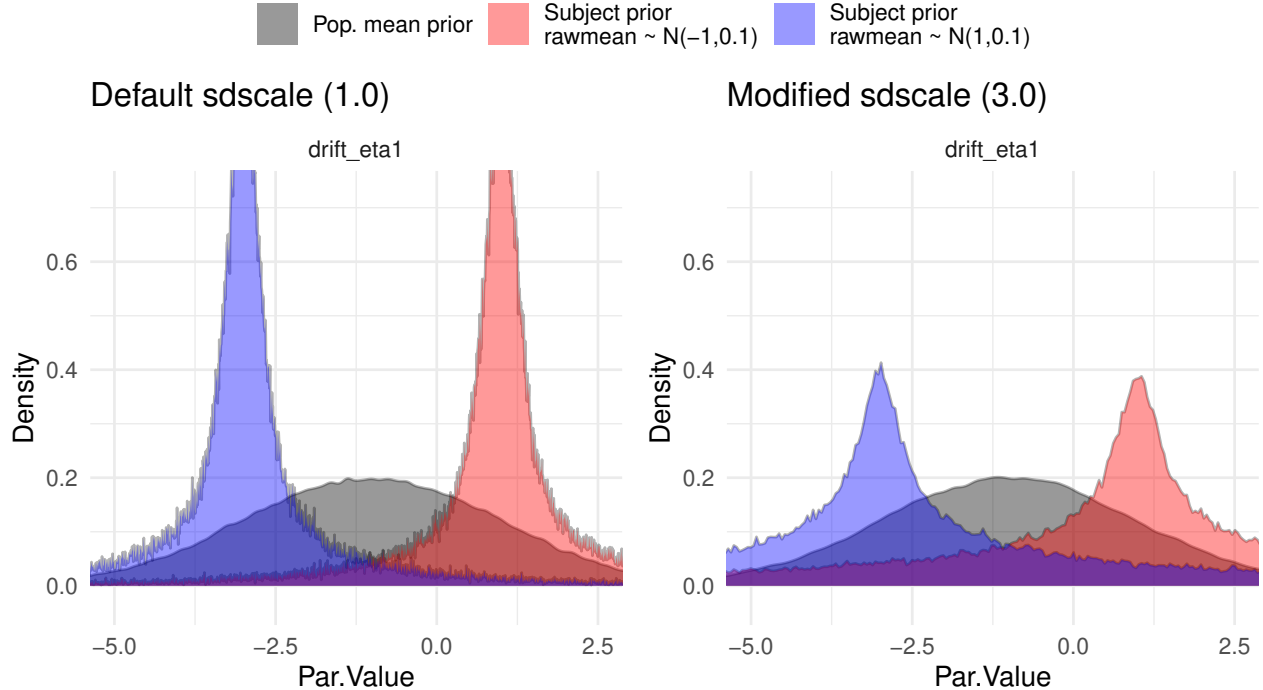 Pop. mean prior
Subject prior
rawmean ~ N(−1,0.1)
Subject prior
rawmean ~ N(1,0.1)
Default sdscale (1.0)
drift_eta1
0.6
0.4
0.2
0.0
Density
−5.0
−2.5
0.0
2.5
Par.Value
Modified sdscale (3.0)
drift_eta1
0.6
0.4
0.2
0.0
Density
−5.0
−2.5
0.0
2.5
Par.Value